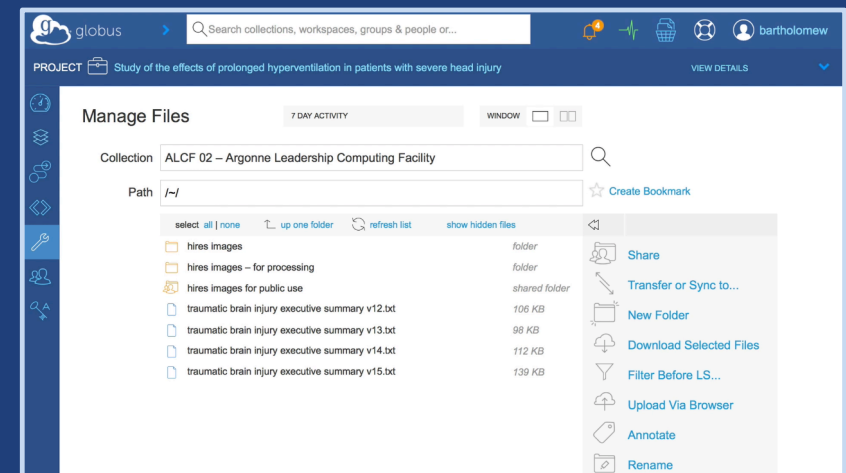 globus
Search collections, workspaces, groups & people or...
4
bartholomew
PROJECT Study of the effects of prolonged hyperventilation in patients with severe head injury VIEW DETAILS
Manage Files
7 DAY ACTIVITY
WINDOW
Collection ALCF 02 – Argonne Leadership Computing Facility
Path /~/
Create Bookmark
select all | none up one folder refresh list show hidden files
hires images folder
hires images – for processing folder
hires images for public use shared folder
traumatic brain injury executive summary v12.txt 106 KB
traumatic brain injury executive summary v13.txt 98 KB
traumatic brain injury executive summary v14.txt 112 KB
traumatic brain injury executive summary v15.txt 139 KB
Share
Transfer or Sync to...
New Folder
Download Selected Files
Filter Before LS...
Upload Via Browser
Annotate
Rename